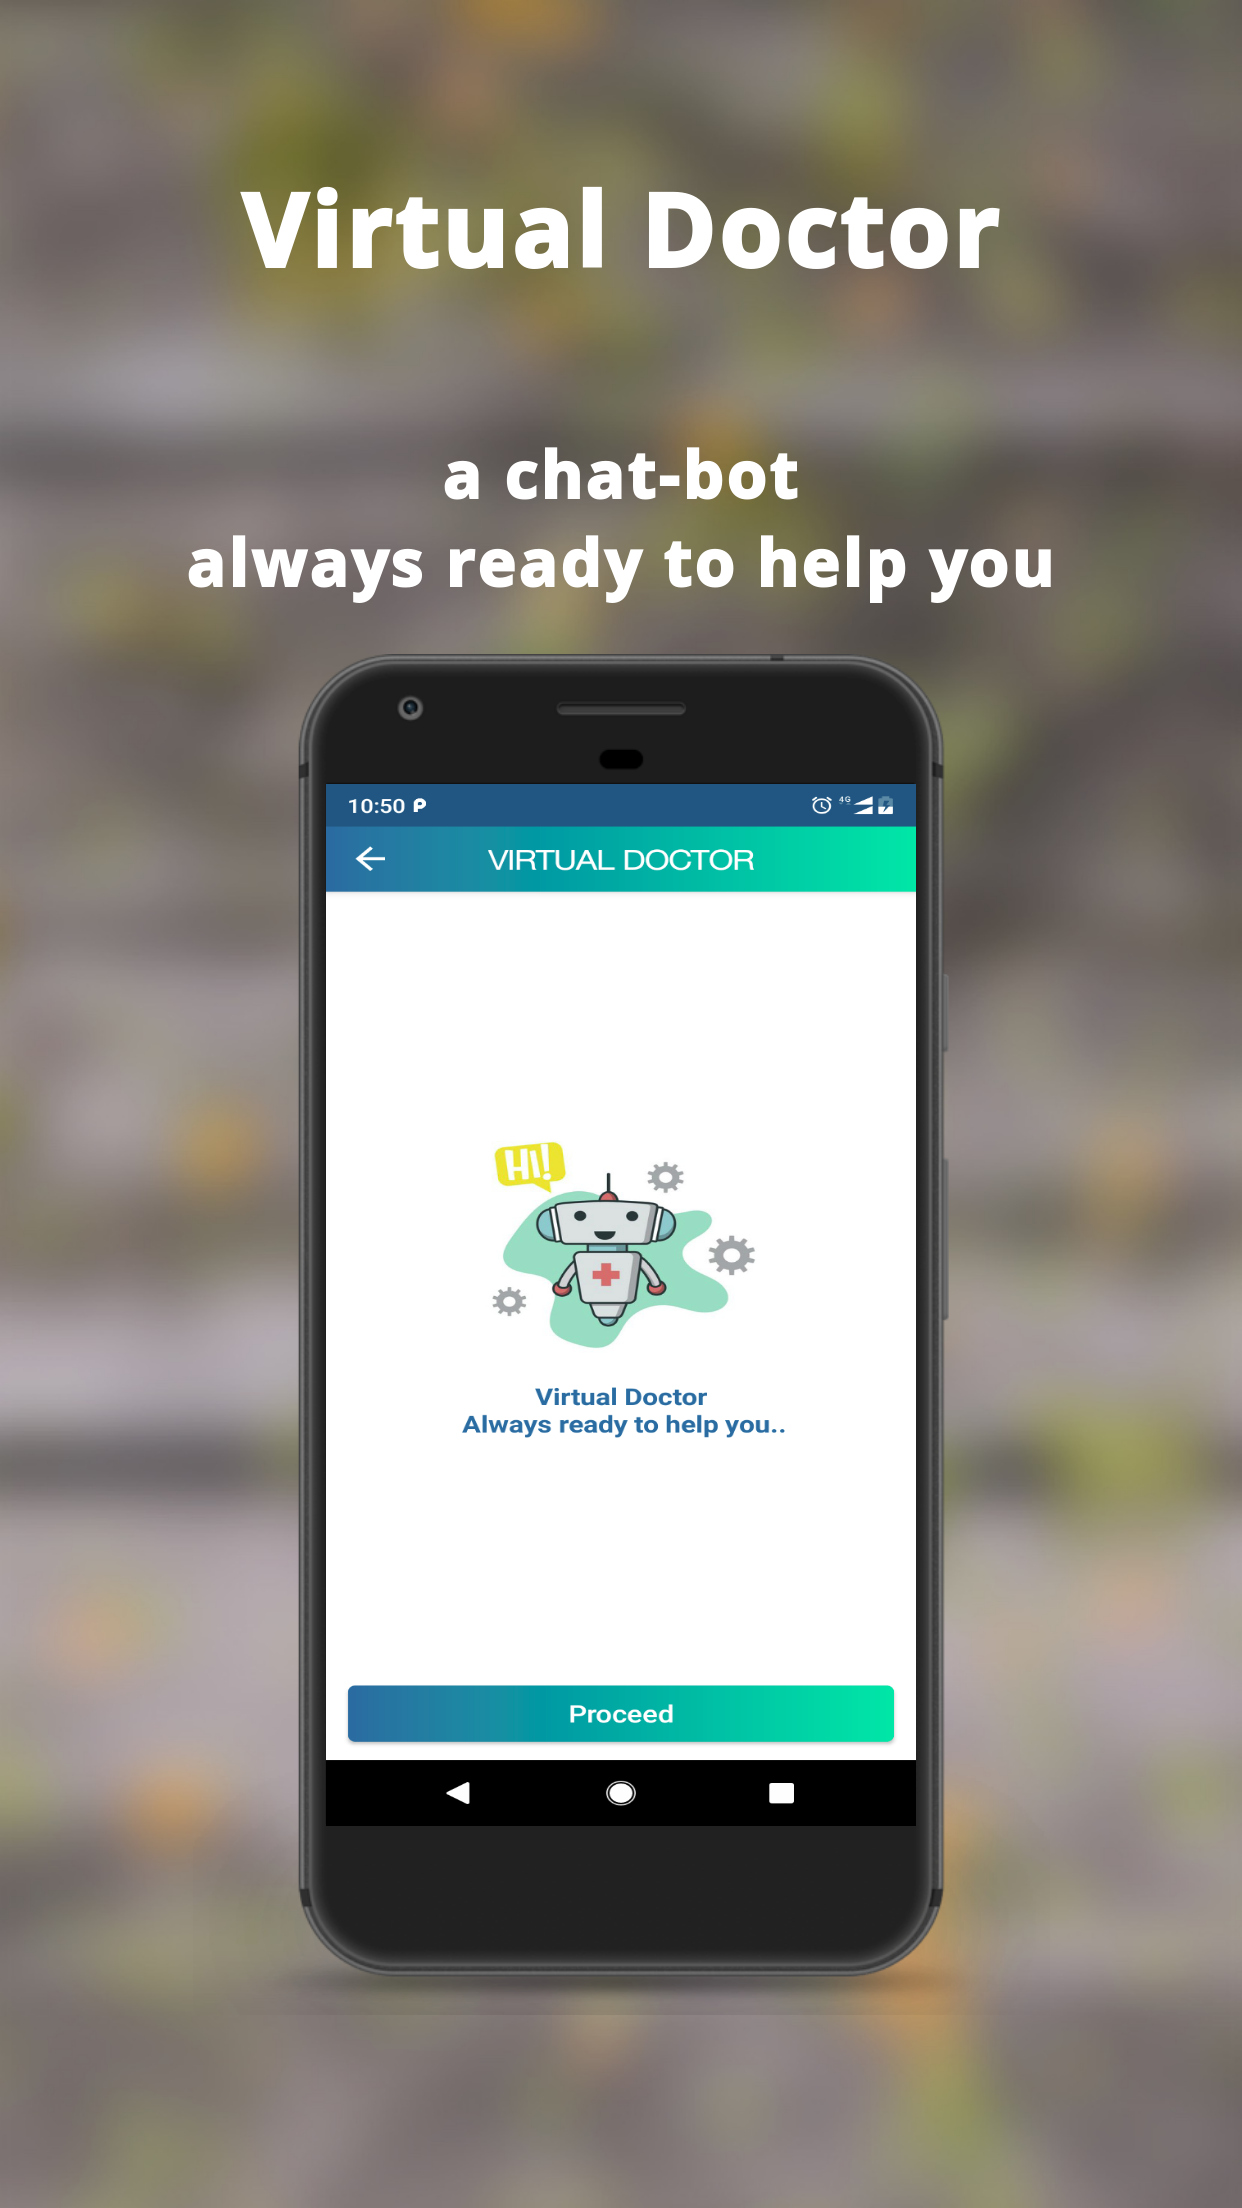 Virtual Doctor
a chat-bot
always ready to help you
10:50
4G
VIRTUAL DOCTOR
HI!
Virtual Doctor
Always ready to help you..
Proceed